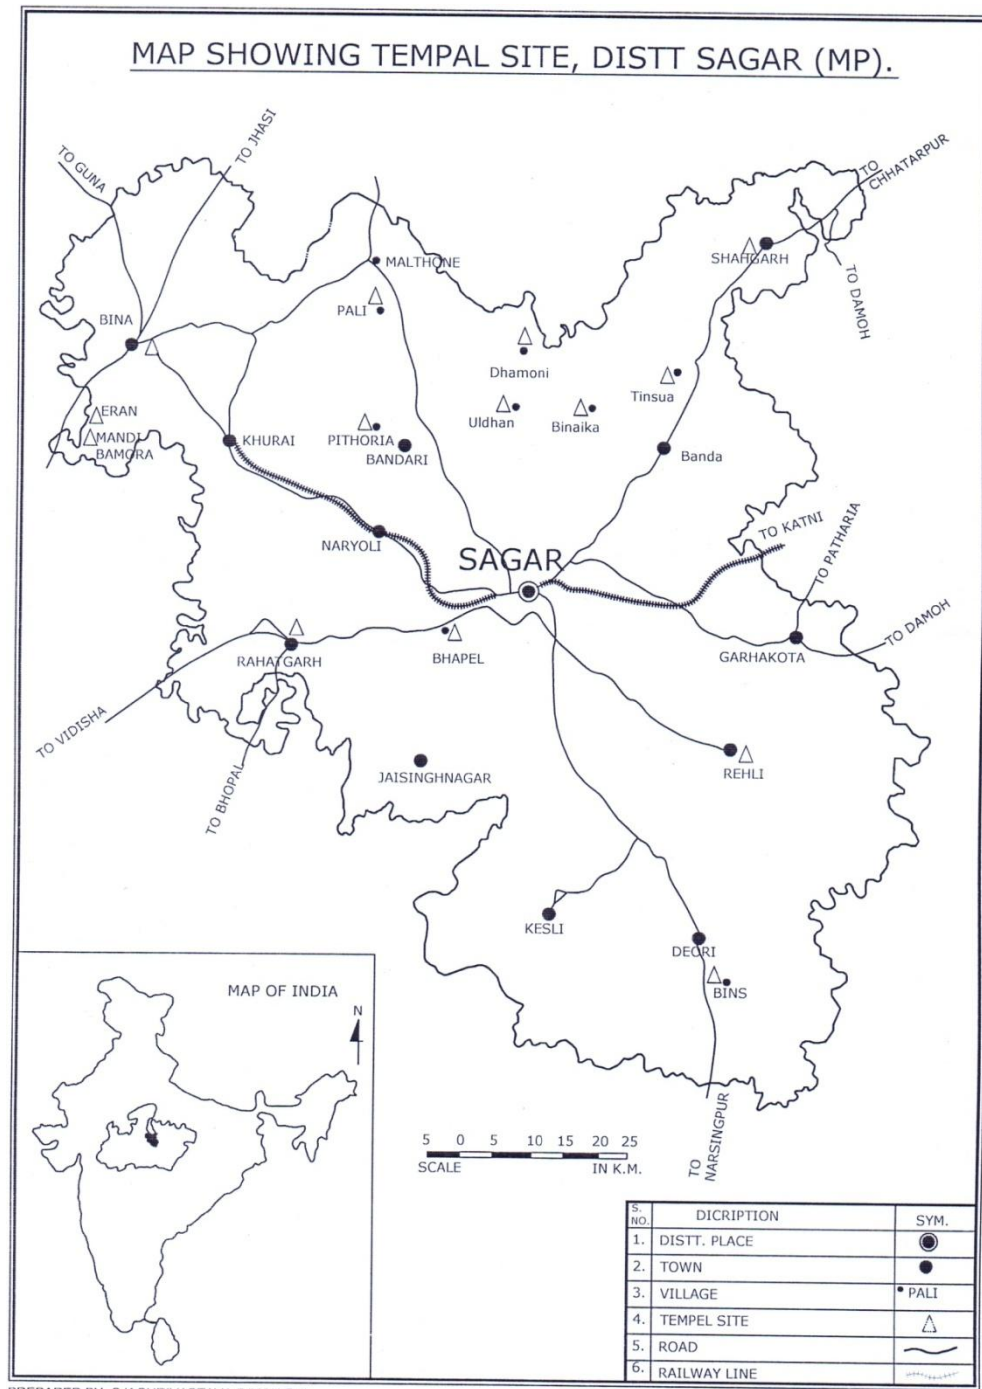 MAP SHOWING TEMPAL SITE, DISTT SAGAR (MP).
TO GUNA
TO JHASI
TO
CHHATARPUR
SHAHGARH
TO DAMOH
MALTHONE
PALI
BINA
Dhamoni
Tinsua
Uldhan
Binaika
ERAN
MANDI
BAMORA
KHURAI
PITHORIA
BANDARI
Banda
NARYOLI
SAGAR
TO KATNI
TO PATHARIA
TO DAMOH
GARHAKOTA
RAHATGARH
BHAPEL
TO VIDISHA
TO BHOPAL
JAISINGHNAGAR
REHLI
KESLI
DEORI
BINS
TO
NARSINGPUR
MAP OF INDIA
N
5 0 5 10 15 20 25
SCALE IN K.M.
S. NO. DICRIPTION SYM.
1. DISTT. PLACE
2. TOWN
3. VILLAGE PALI
4. TEMPEL SITE
5. ROAD
6. RAILWAY LINE